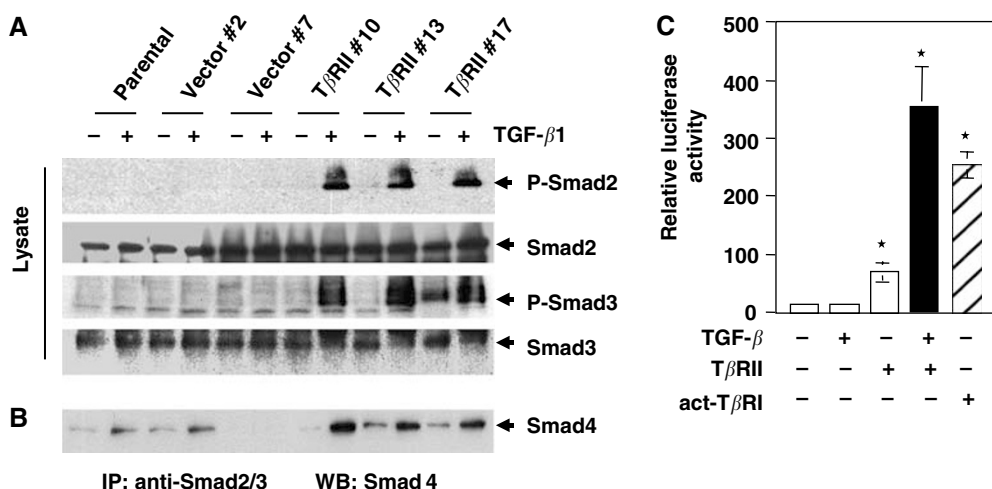 A
Parental
Vector #2
Vector #7
TβRII #10
TβRII #13
TβRII #17
– + – + – + – + – + – + TGF-β1
Lysate
P-Smad2
Smad2
P-Smad3
Smad3
B
Smad4
IP: anti-Smad2/3 WB: Smad 4
C
Relative luciferase
activity
500
400
300
200
100
0
TGF-β – + – + –
TβRII – – + + –
act-TβRI – – – – +